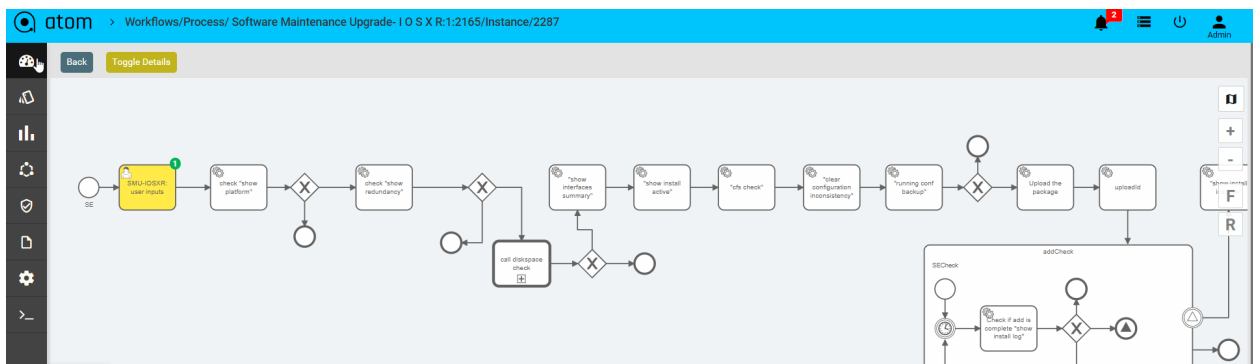 atom > Workflows/Process/ Software Maintenance Upgrade- I O S X R:1:2165/Instance/2287
2
Admin
Back
Toggle Details
1
SMU-IOSXR:
user inputs
SE
check "show
platform"
X
check "show
redundancy"
X
call diskspace
check
X
"show
interfaces
summary"
"show install
active"
"cfs check"
"clear
configuration
inconsistency"
"running conf
backup"
X
Upload the
package
uploadId
"show install
+
-
F
R
addCheck
SECheck
Check if add is
complete "show
install log"
X